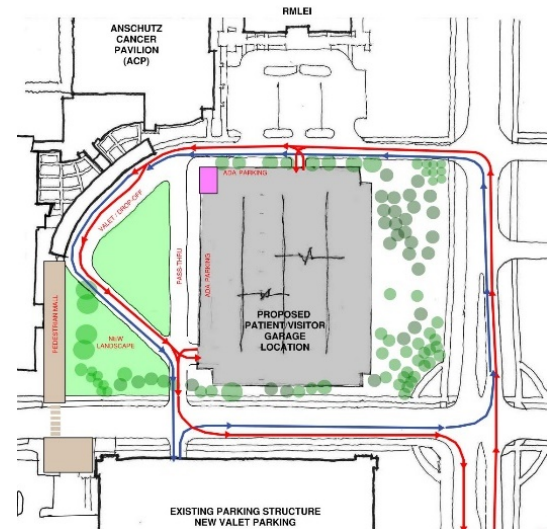 RMLEI
ANSCHUTZ
CANCER
PAVILION
(ACP)
ADA PARKING
VALET / DROP-OFF
PASS-THRU
ADA PARKING
PEDESTRIAN MALL
NEW
LANDSCAPE
PROPOSED
PATIENT/VISITOR
GARAGE
LOCATION
EXISTING PARKING STRUCTURE
NEW VALET PARKING